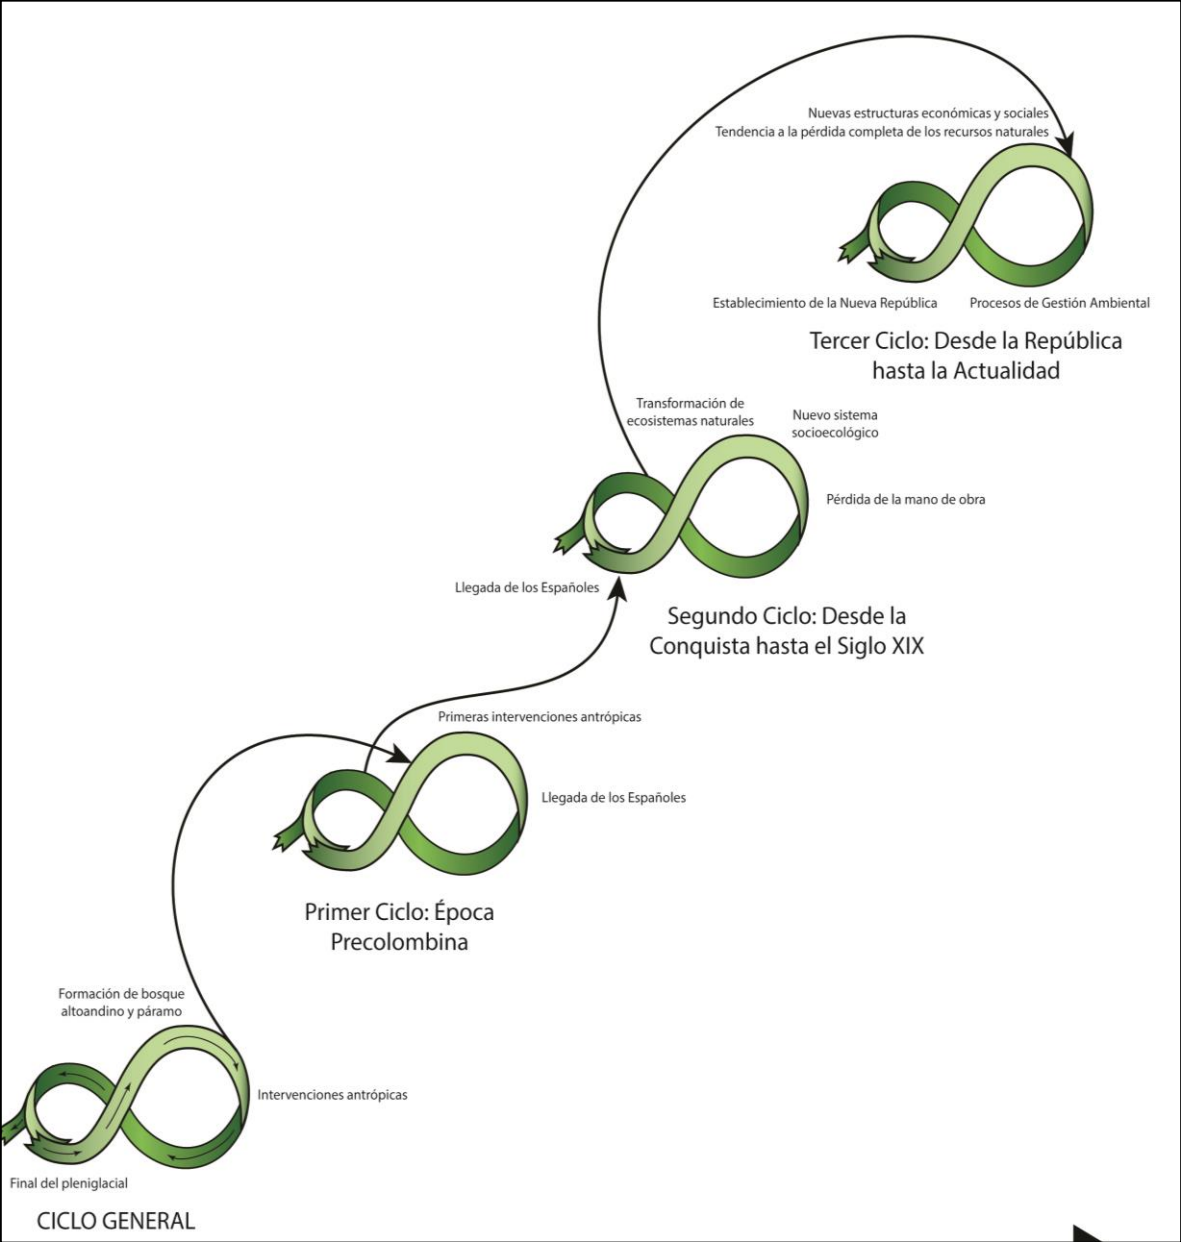 Nuevas estructuras económicas y sociales
Tendencia a la pérdida completa de los recursos naturales
Establecimiento de la Nueva República
Procesos de Gestión Ambiental
Tercer Ciclo: Desde la República
hasta la Actualidad
Transformación de
ecosistemas naturales
Nuevo sistema
socioecológico
Pérdida de la mano de obra
Llegada de los Españoles
Segundo Ciclo: Desde la
Conquista hasta el Siglo XIX
Primeras intervenciones antrópicas
Llegada de los Españoles
Primer Ciclo: Época
Precolombina
Formación de bosque
altoandino y páramo
Intervenciones antrópicas
Final del pleniglacial
CICLO GENERAL